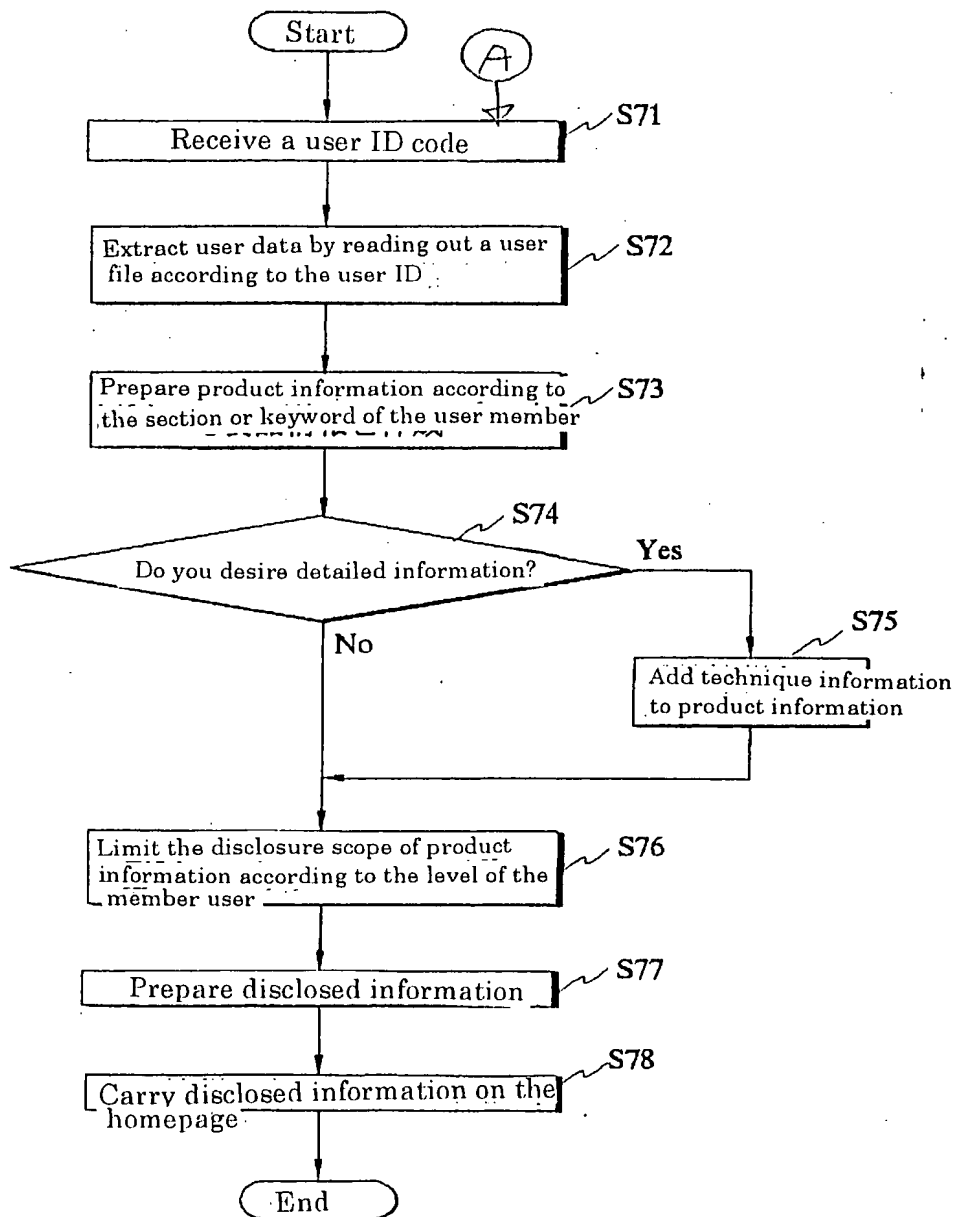 Start
A
S71
Receive a user ID code
S72
Extract user data by reading out a user
file according to the user ID
S73
Prepare product information according to
the section or keyword of the user member
S74
Do you desire detailed information?
Yes
No
S75
Add technique information
to product information
S76
Limit the disclosure scope of product
information according to the level of the
member user
S77
Prepare disclosed information
S78
Carry disclosed information on the
homepage
End